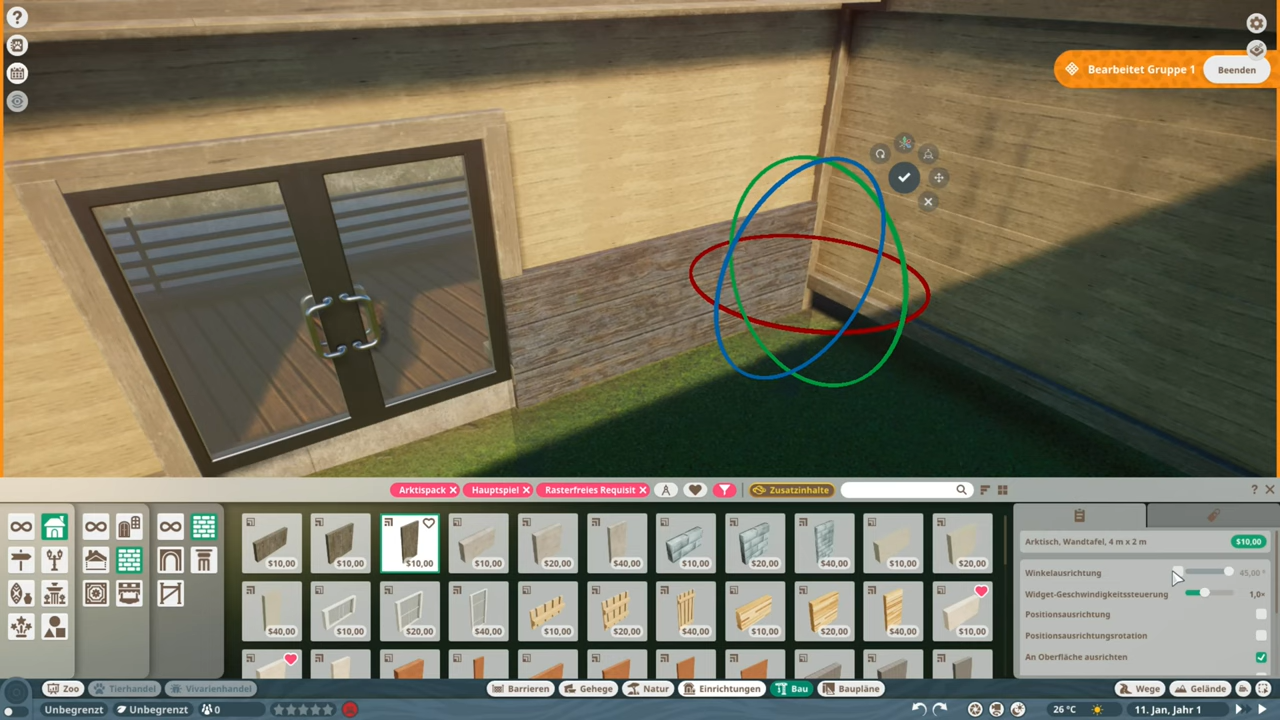 Bearbeitet Gruppe 1
Beenden
Arktispack
Hauptspiel
Rasterfreies Requisit
Zusatzinhalte
$10,00 $10,00 $10,00 $10,00 $20,00 $40,00 $10,00 $20,00 $40,00 $10,00 $20,00
$40,00 $10,00 $20,00 $40,00 $10,00 $20,00 $40,00 $10,00 $20,00 $40,00 $10,00
Arktisch, Wandtafel, 4 m x 2 m $10,00
Winkelausrichtung 45,00 °
Widget-Geschwindigkeitssteuerung 1,0×
Positionsausrichtung
Positionsausrichtungsrotation
An Oberfläche ausrichten
Zoo Tierhandel Vivarienhandel Barrieren Gehege Natur Einrichtungen Bau Baupläne Wege Gelände
Unbegrenzt Unbegrenzt 0 26 °C 11. Jan, Jahr 1